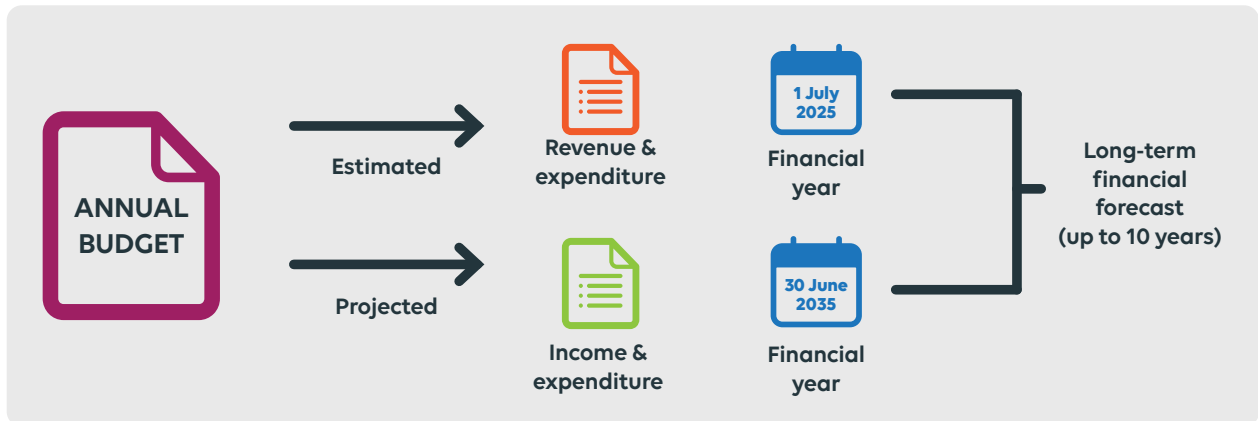 ANNUAL
BUDGET
Estimated
Projected
Revenue &
expenditure
Income &
expenditure
1 July
2025
Financial
year
30 June
2035
Financial
year
Long-term
financial
forecast
(up to 10 years)